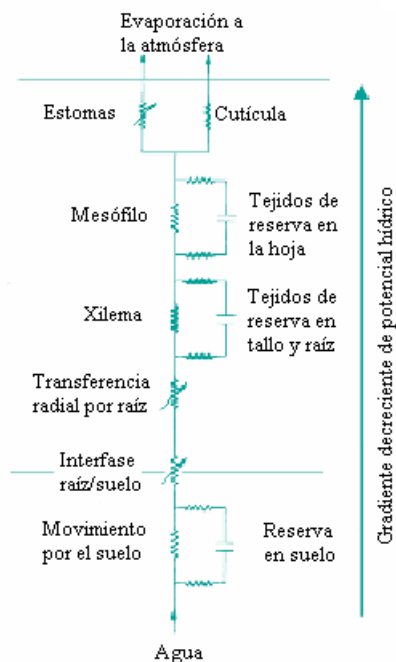 Evaporación a
la atmósfera
Estomas
Cutícula
Mesófilo
Tejidos de
reserva en
la hoja
Xilema
Tejidos de
reserva en
tallo y raíz
Transferencia
radial por raíz
Interfase
raíz/suelo
Movimiento
por el suelo
Reserva
en suelo
Agua
Gradiente decreciente de potencial hídrico